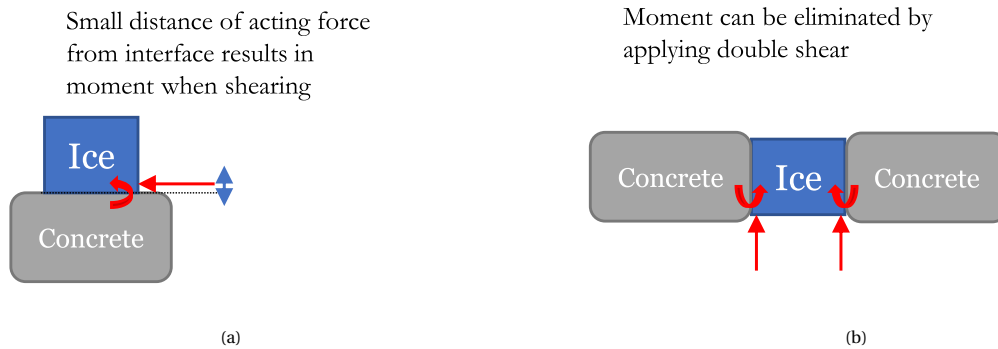 Small distance of acting force
from interface results in
moment when shearing
Moment can be eliminated by
applying double shear
Ice
Concrete
Concrete
Ice
Concrete
(a)
(b)